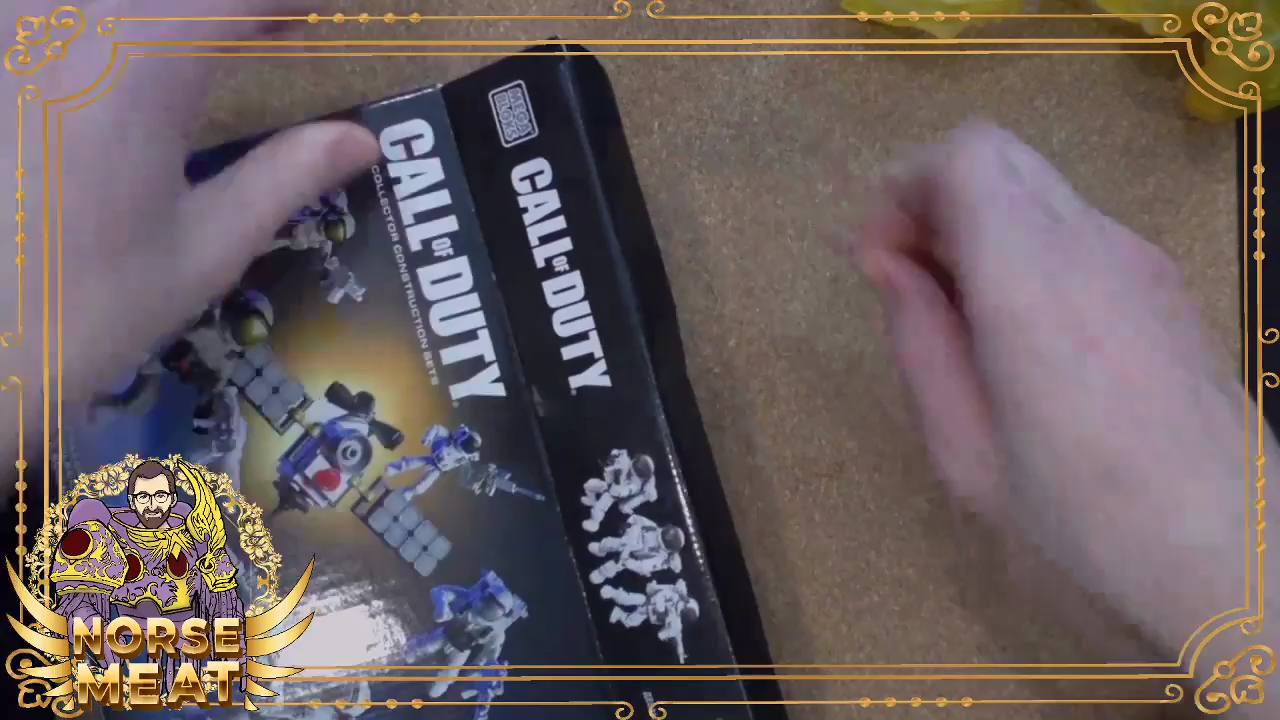 CALL OF DUTY
COLLECTOR CONSTRUCTION SETS
MEGA
BLOKS
CALL OF DUTY
NORSE
MEAT